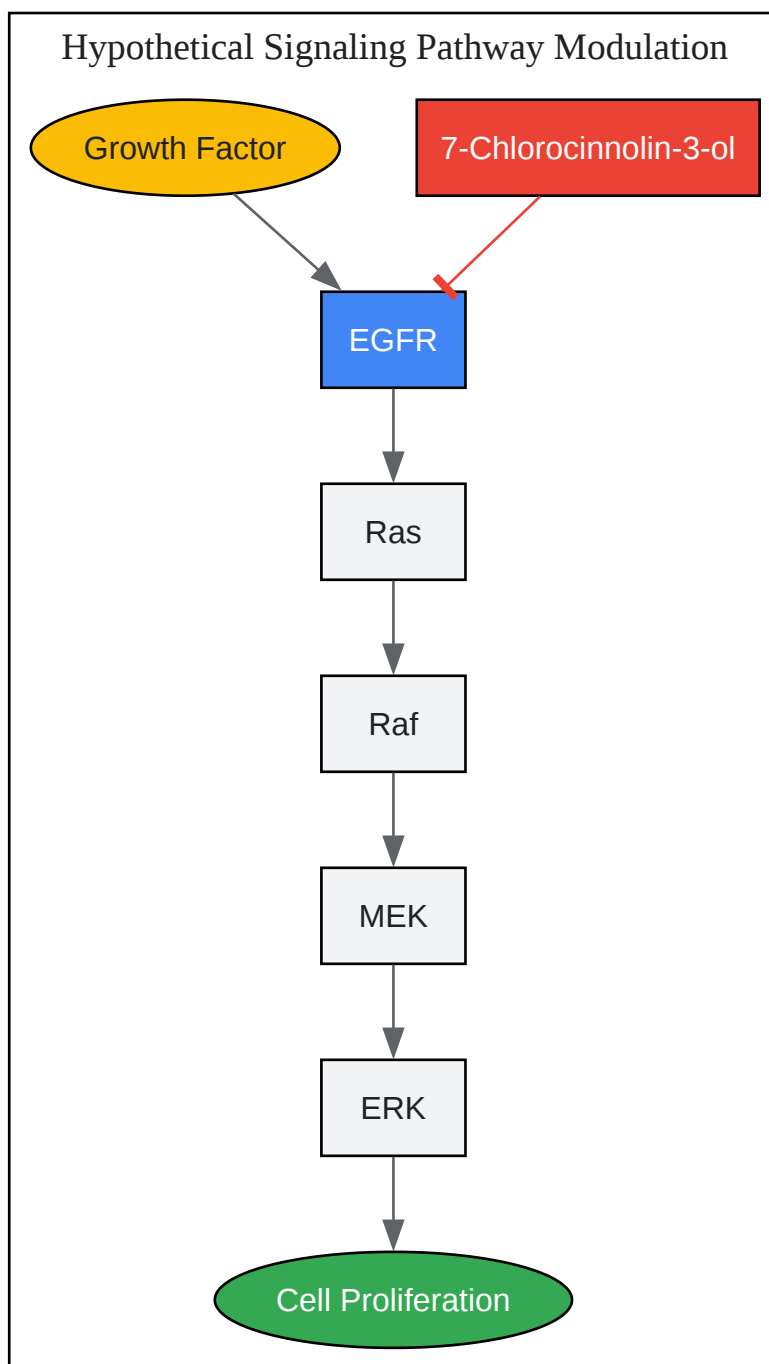 Hypothetical Signaling Pathway Modulation
Growth Factor
7-Chlorocinnolin-3-ol
EGFR
Ras
Raf
MEK
ERK
Cell Proliferation